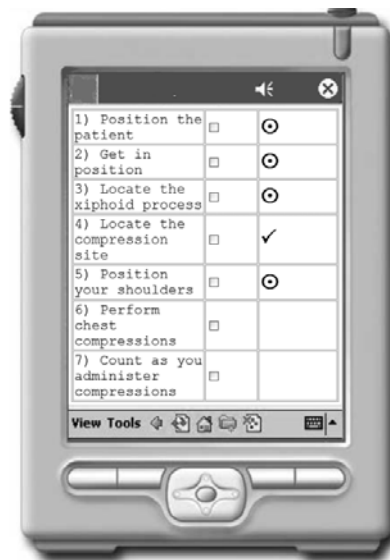 1) Position the
patient
2) Get in
position
3) Locate the
xiphoid process
4) Locate the
compression
site
5) Position
your shoulders
6) Perform
chest
compressions
7) Count as you
administer
compressions
View Tools